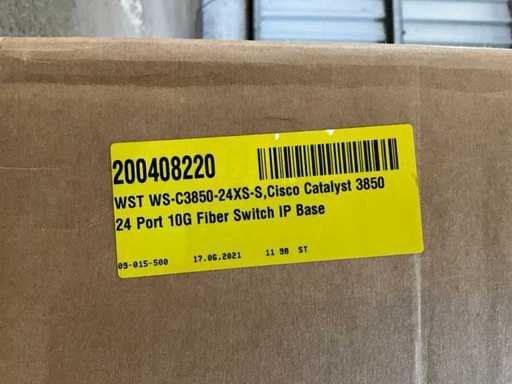 200408220
WST WS-C3850-24XS-S,Cisco Catalyst 3850
24 Port 10G Fiber Switch IP Base
09-015-500 17.06.2021 11 98 ST